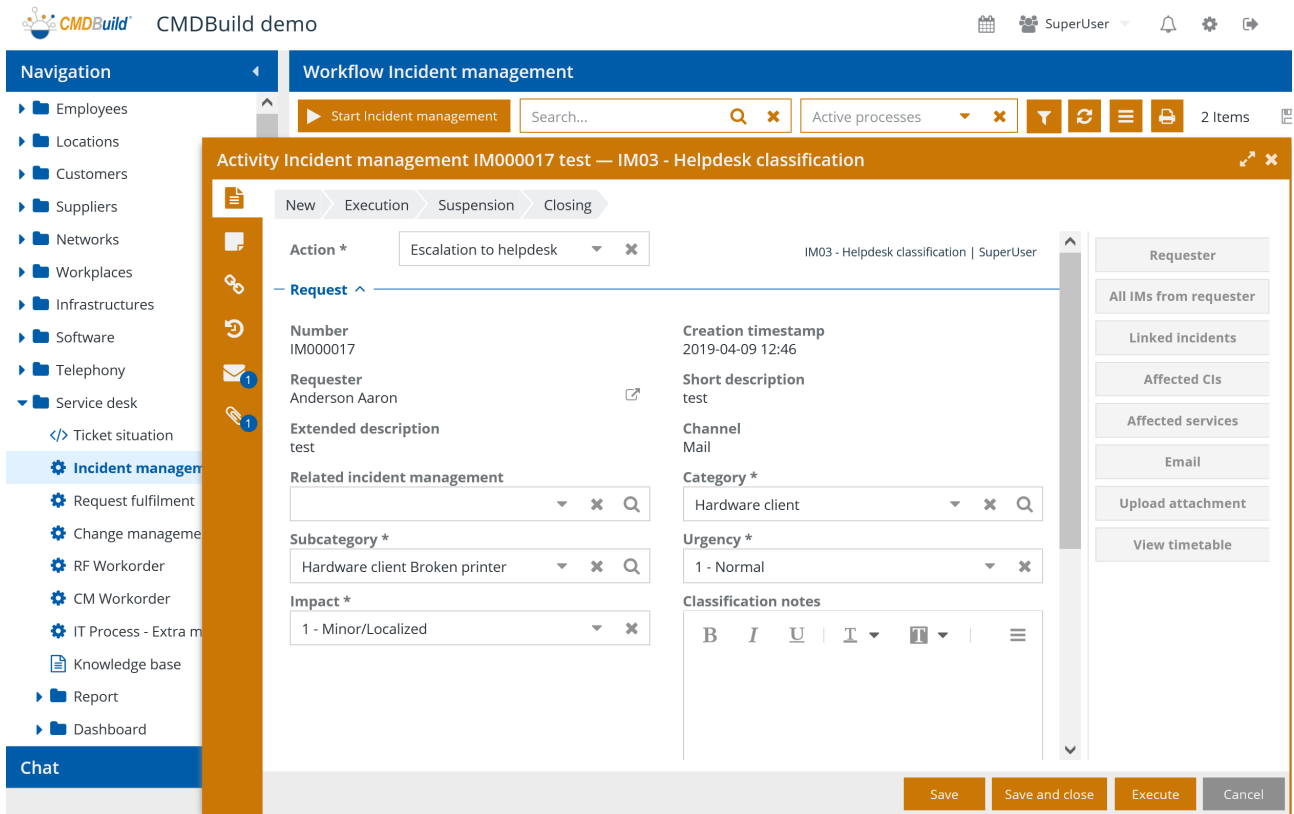 CMDBuild CMDBuild demo SuperUser
Navigation
Workflow Incident management
Employees
Locations
Customers
Suppliers
Networks
Workplaces
Infrastructures
Software
Telephony
Service desk
Ticket situation
Incident managem
Request fulfilment
Change manageme
RF Workorder
CM Workorder
IT Process - Extra m
Knowledge base
Report
Dashboard
Chat
Start Incident management Search... Active processes 2 Items
Activity Incident management IM000017 test — IM03 - Helpdesk classification
1
1
New Execution Suspension Closing
Action * Escalation to helpdesk IM03 - Helpdesk classification | SuperUser
Request
Number Creation timestamp
IM000017 2019-04-09 12:46
Requester Short description
Anderson Aaron test
Extended description Channel
test Mail
Related incident management Category *
Hardware client
Subcategory * Urgency *
Hardware client Broken printer 1 - Normal
Impact * Classification notes
1 - Minor/Localized B I U T T
Requester
All IMs from requester
Linked incidents
Affected CIs
Affected services
Email
Upload attachment
View timetable
Save Save and close Execute Cancel